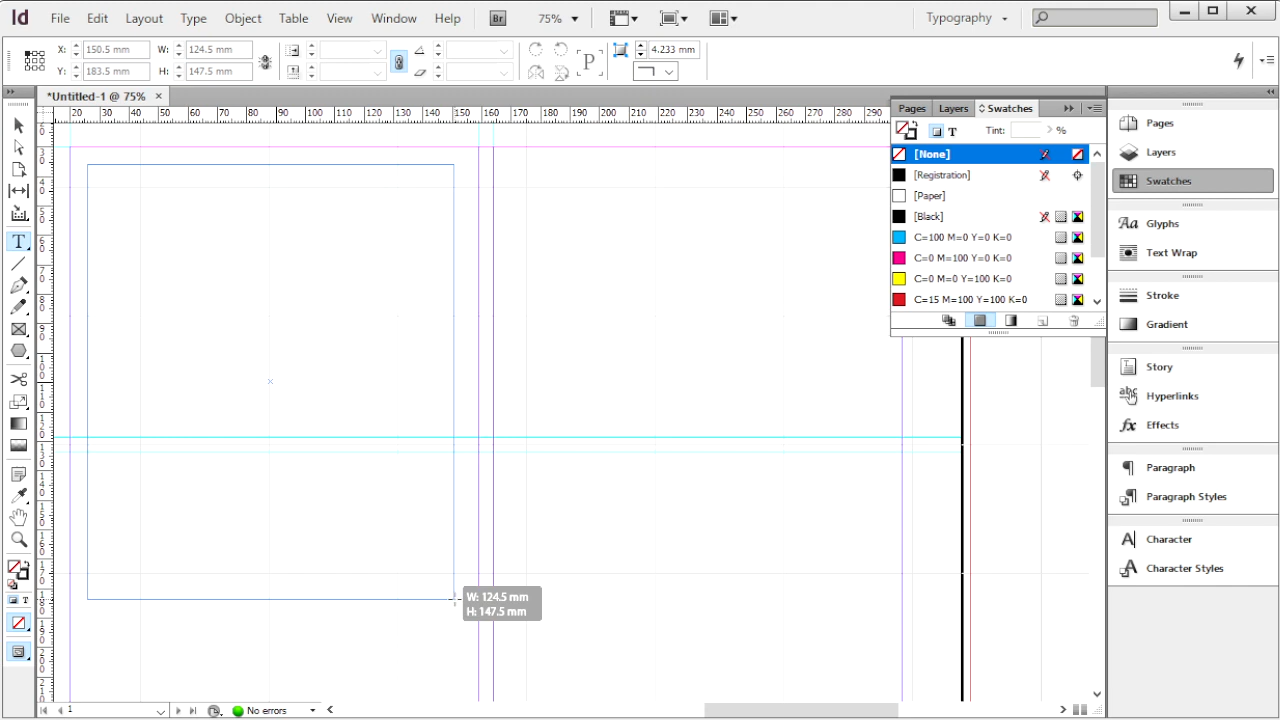 Id File Edit Layout Type Object Table View Window Help Br 75% Typography
X: 150.5 mm W: 124.5 mm 4.233 mm
Y: 183.5 mm H: 147.5 mm P
*Untitled-1 @ 75% ×
20 30 40 50 60 70 80 90 100 110 120 130 140 150 160 170 180 190 200 210 220 230 240 250 260 270 280 290
Pages Layers Swatches
T Tint: %
[None]
[Registration]
[Paper]
[Black]
C=100 M=0 Y=0 K=0
C=0 M=100 Y=0 K=0
C=0 M=0 Y=100 K=0
C=15 M=100 Y=100 K=0
Pages
Layers
Swatches
Glyphs
Text Wrap
Stroke
Gradient
Story
Hyperlinks
Effects
Paragraph
Paragraph Styles
Character
Character Styles
W: 124.5 mm
H: 147.5 mm
1 No errors